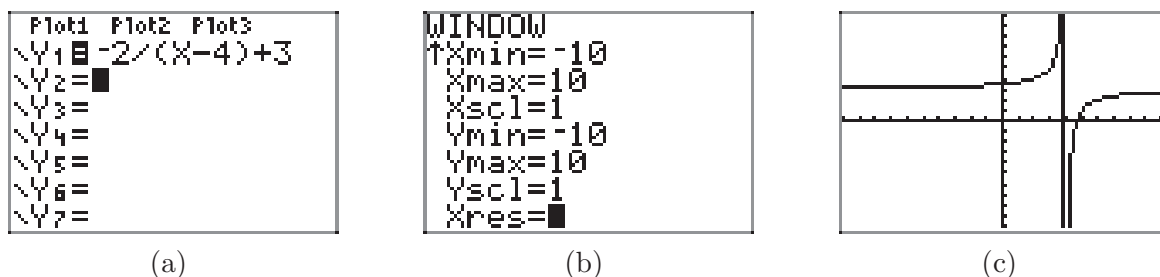 Plot1 Plot2 Plot3
\Y1=-2/(X-4)+3
\Y2=
\Y3=
\Y4=
\Y5=
\Y6=
\Y7=
(a)
WINDOW
↑Xmin=-10
Xmax=10
Xscl=1
Ymin=-10
Ymax=10
Yscl=1
Xres=
(b)
(c)